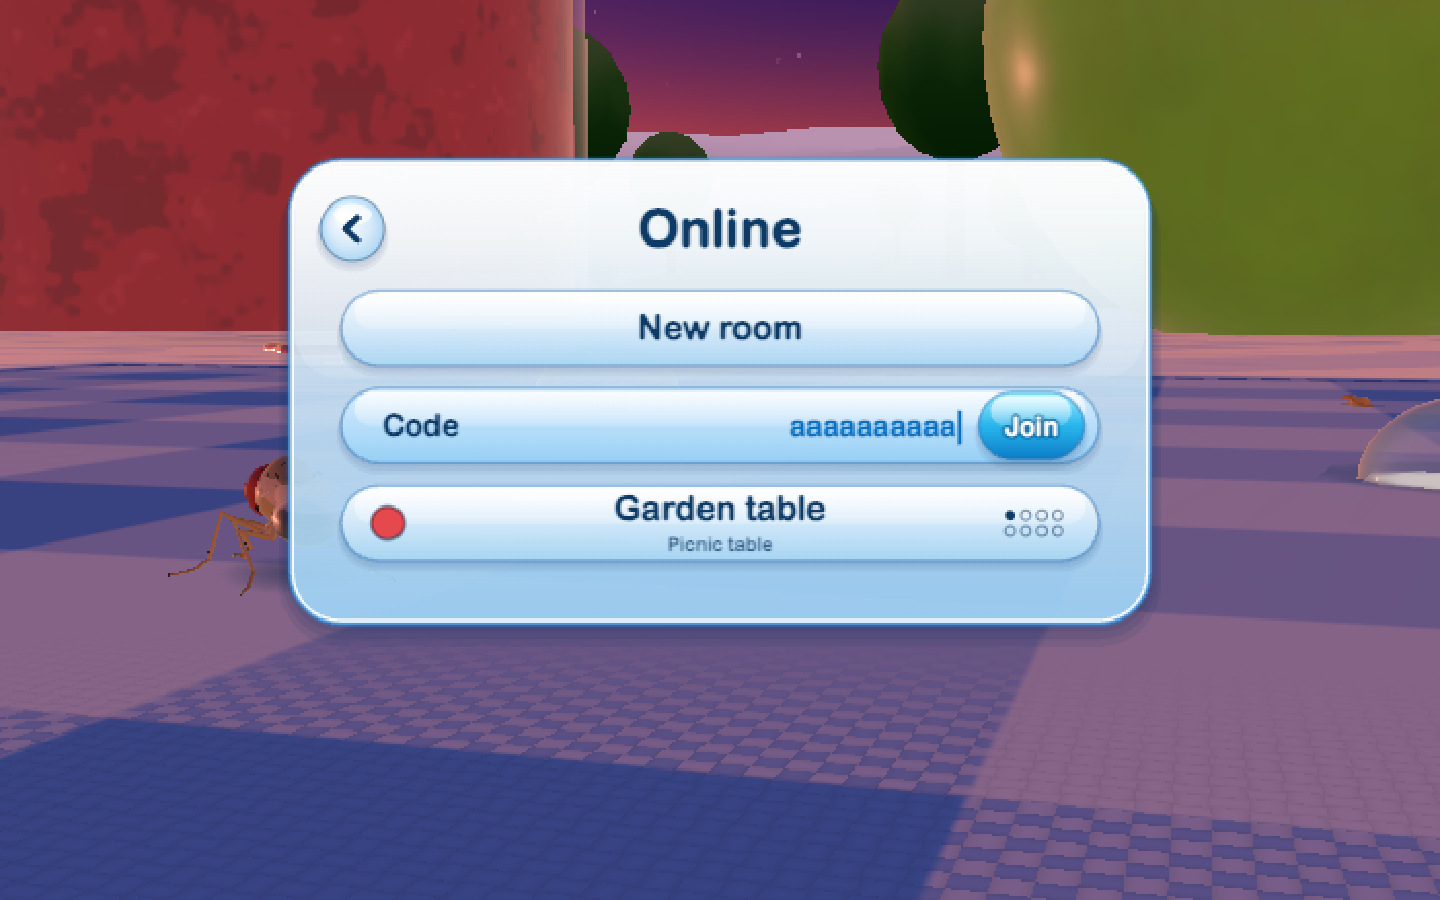 Online
New room
Code aaaaaaaaaa Join
Garden table
Picnic table